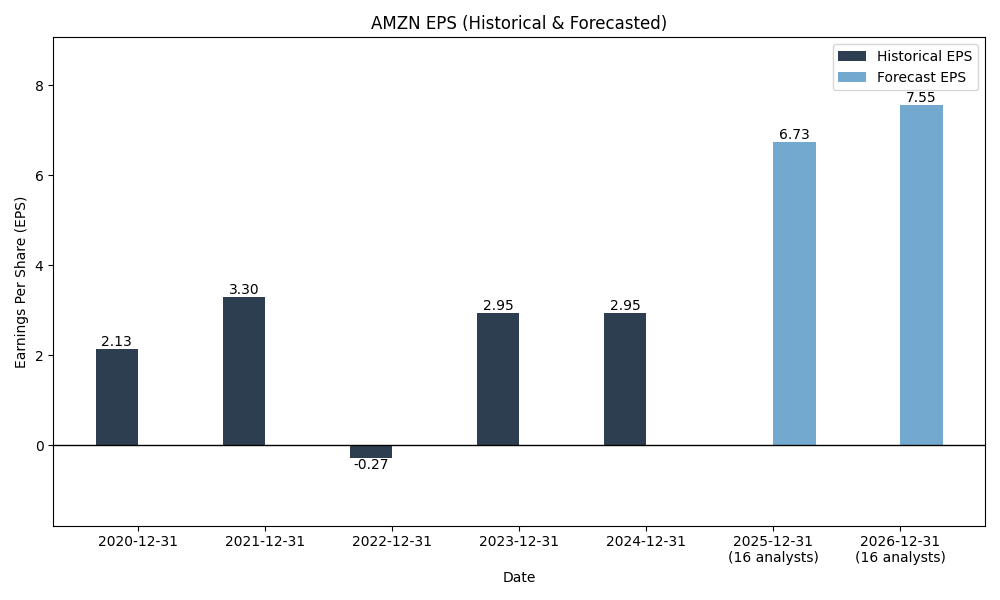 AMZN EPS (Historical & Forecasted)
Historical EPS
Forecast EPS
Earnings Per Share (EPS)
8
6
4
2
0
2.13
3.30
-0.27
2.95
2.95
6.73
7.55
2020-12-31
2021-12-31
2022-12-31
2023-12-31
2024-12-31
2025-12-31
(16 analysts)
2026-12-31
(16 analysts)
Date